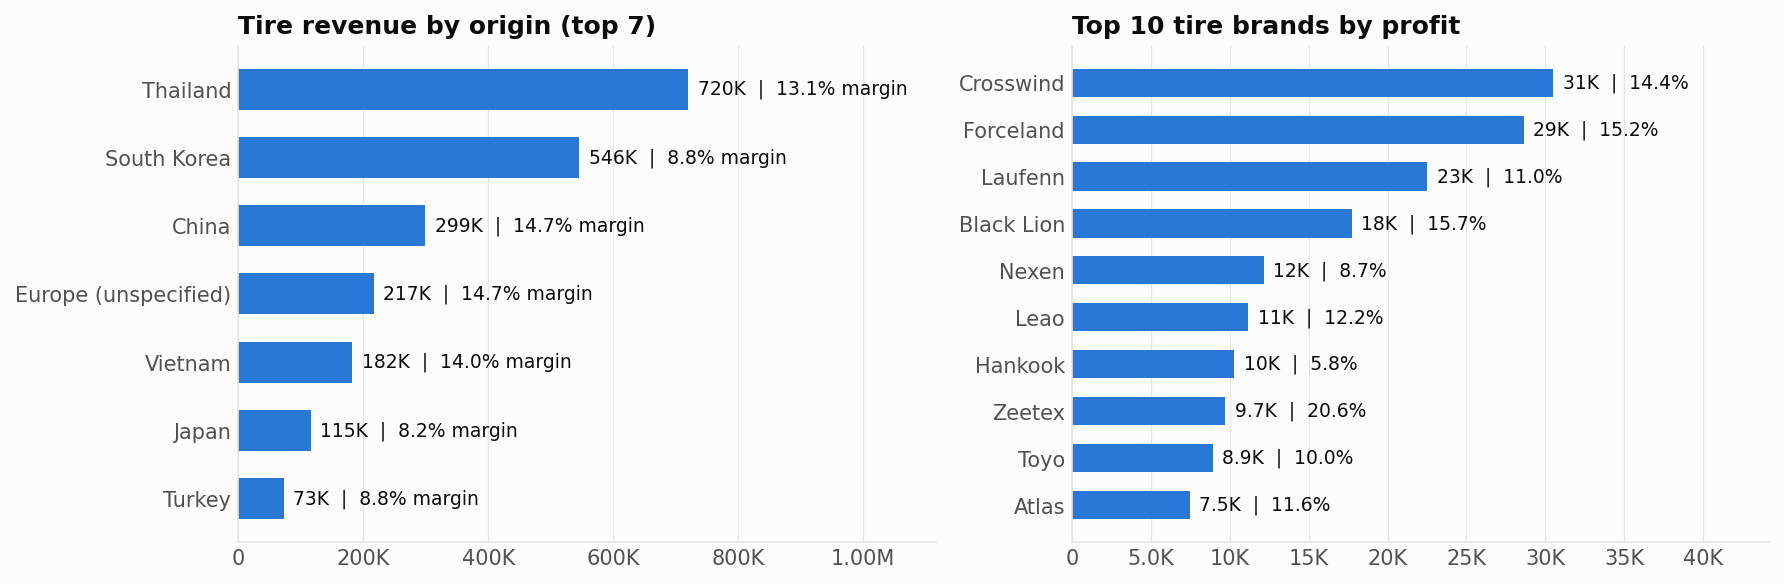 Tire revenue by origin (top 7)
Thailand 720K | 13.1% margin
South Korea 546K | 8.8% margin
China 299K | 14.7% margin
Europe (unspecified) 217K | 14.7% margin
Vietnam 182K | 14.0% margin
Japan 115K | 8.2% margin
Turkey 73K | 8.8% margin
0 200K 400K 600K 800K 1.00M
Top 10 tire brands by profit
Crosswind 31K | 14.4%
Forceland 29K | 15.2%
Laufenn 23K | 11.0%
Black Lion 18K | 15.7%
Nexen 12K | 8.7%
Leao 11K | 12.2%
Hankook 10K | 5.8%
Zeetex 9.7K | 20.6%
Toyo 8.9K | 10.0%
Atlas 7.5K | 11.6%
0 5.0K 10K 15K 20K 25K 30K 35K 40K